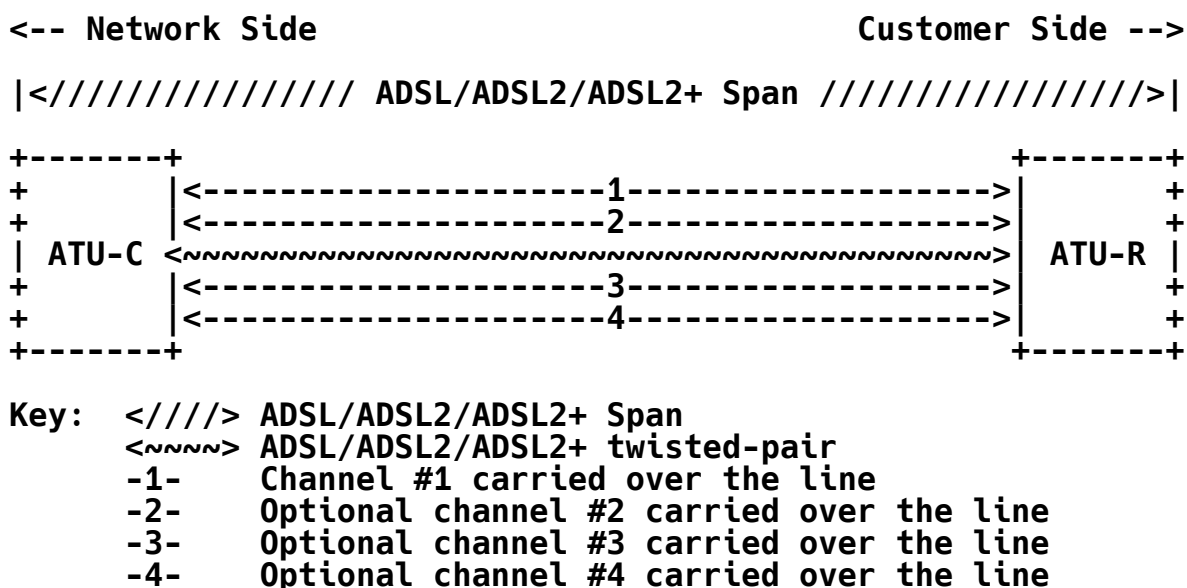 <-- Network Side                            Customer Side -->
|<//////////////// ADSL/ADSL2/ADSL2+ Span /////////////////>|
+-------+                                           +-------+
+       |<---------------------1------------------->|       +
+       |<---------------------2------------------->|       +
| ATU-C <~~~~~~~~~~~~~~~~~~~~~~~~~~~~~~~~~~~~~~~~~~>| ATU-R |
+       |<---------------------3------------------->|       +
+       |<---------------------4------------------->|       +
+-------+                                           +-------+
Key:  <////> ADSL/ADSL2/ADSL2+ Span
      <~~~~> ADSL/ADSL2/ADSL2+ twisted-pair
      -1-    Channel #1 carried over the line
      -2-    Optional channel #2 carried over the line
      -3-    Optional channel #3 carried over the line
      -4-    Optional channel #4 carried over the line